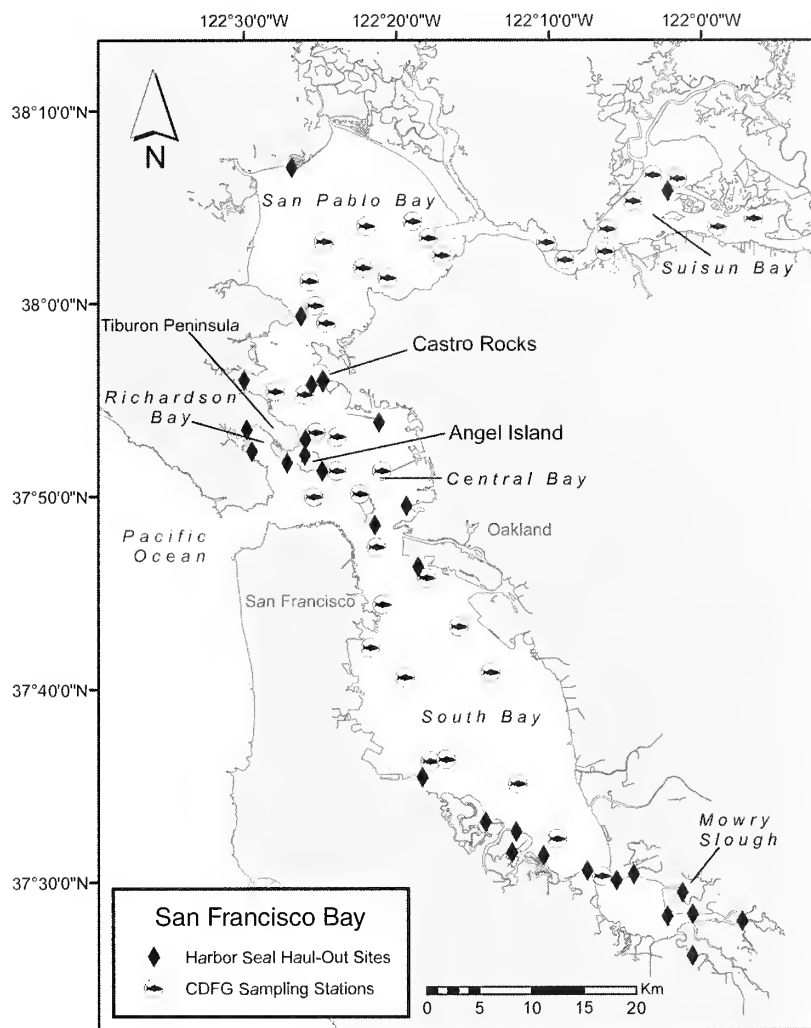 122°30'0"W 122°20'0"W 122°10'0"W 122°0'0"W
38°10'0"N
N
San Pablo Bay
Suisun Bay
38°0'0"N
Tiburon Peninsula
Castro Rocks
Richardson
Bay
Angel Island
Central Bay
37°50'0"N
Pacific
Ocean
Oakland
San Francisco
37°40'0"N
South Bay
Mowry
Slough
37°30'0"N
San Francisco Bay
Harbor Seal Haul-Out Sites
CDFG Sampling Stations
Km
0 5 10 15 20